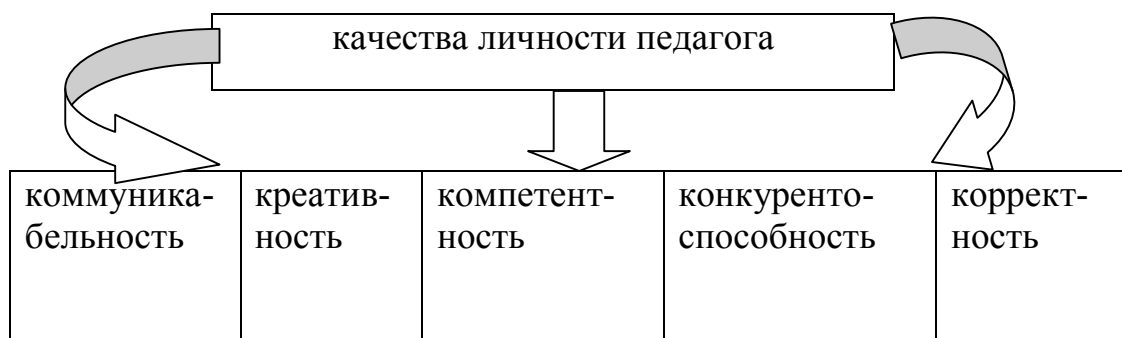 качества личности педагога
коммуника-
бельность
креатив-
ность
компетент-
ность
конкуренто-
способность
коррект-
ность